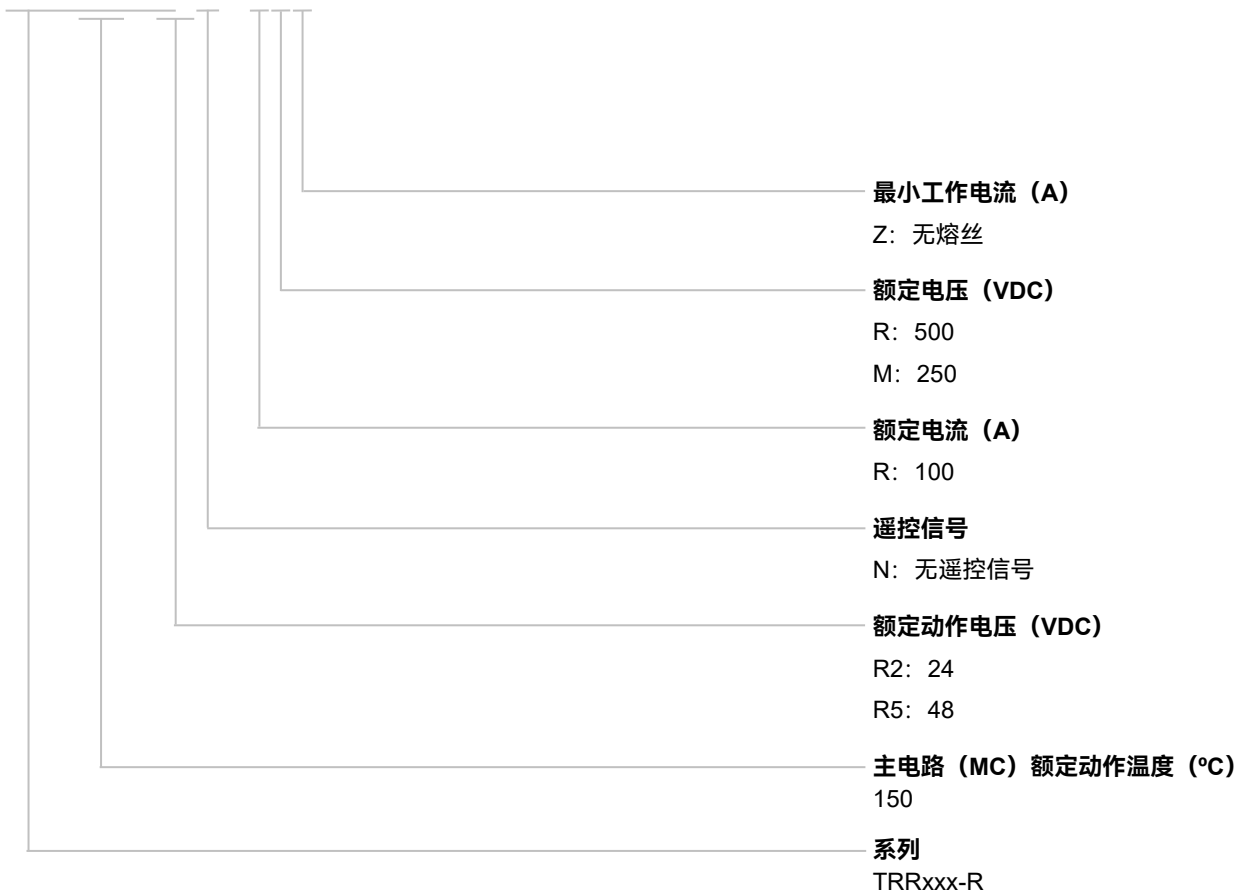 最小工作电流（A）
Z：无熔丝
额定电压（VDC）
R：500
M：250
额定电流（A）
R：100
遥控信号
N：无遥控信号
额定动作电压（VDC）
R2：24
R5：48
主电路（MC）额定动作温度（ºC）
150
系列
TRRxxx-R